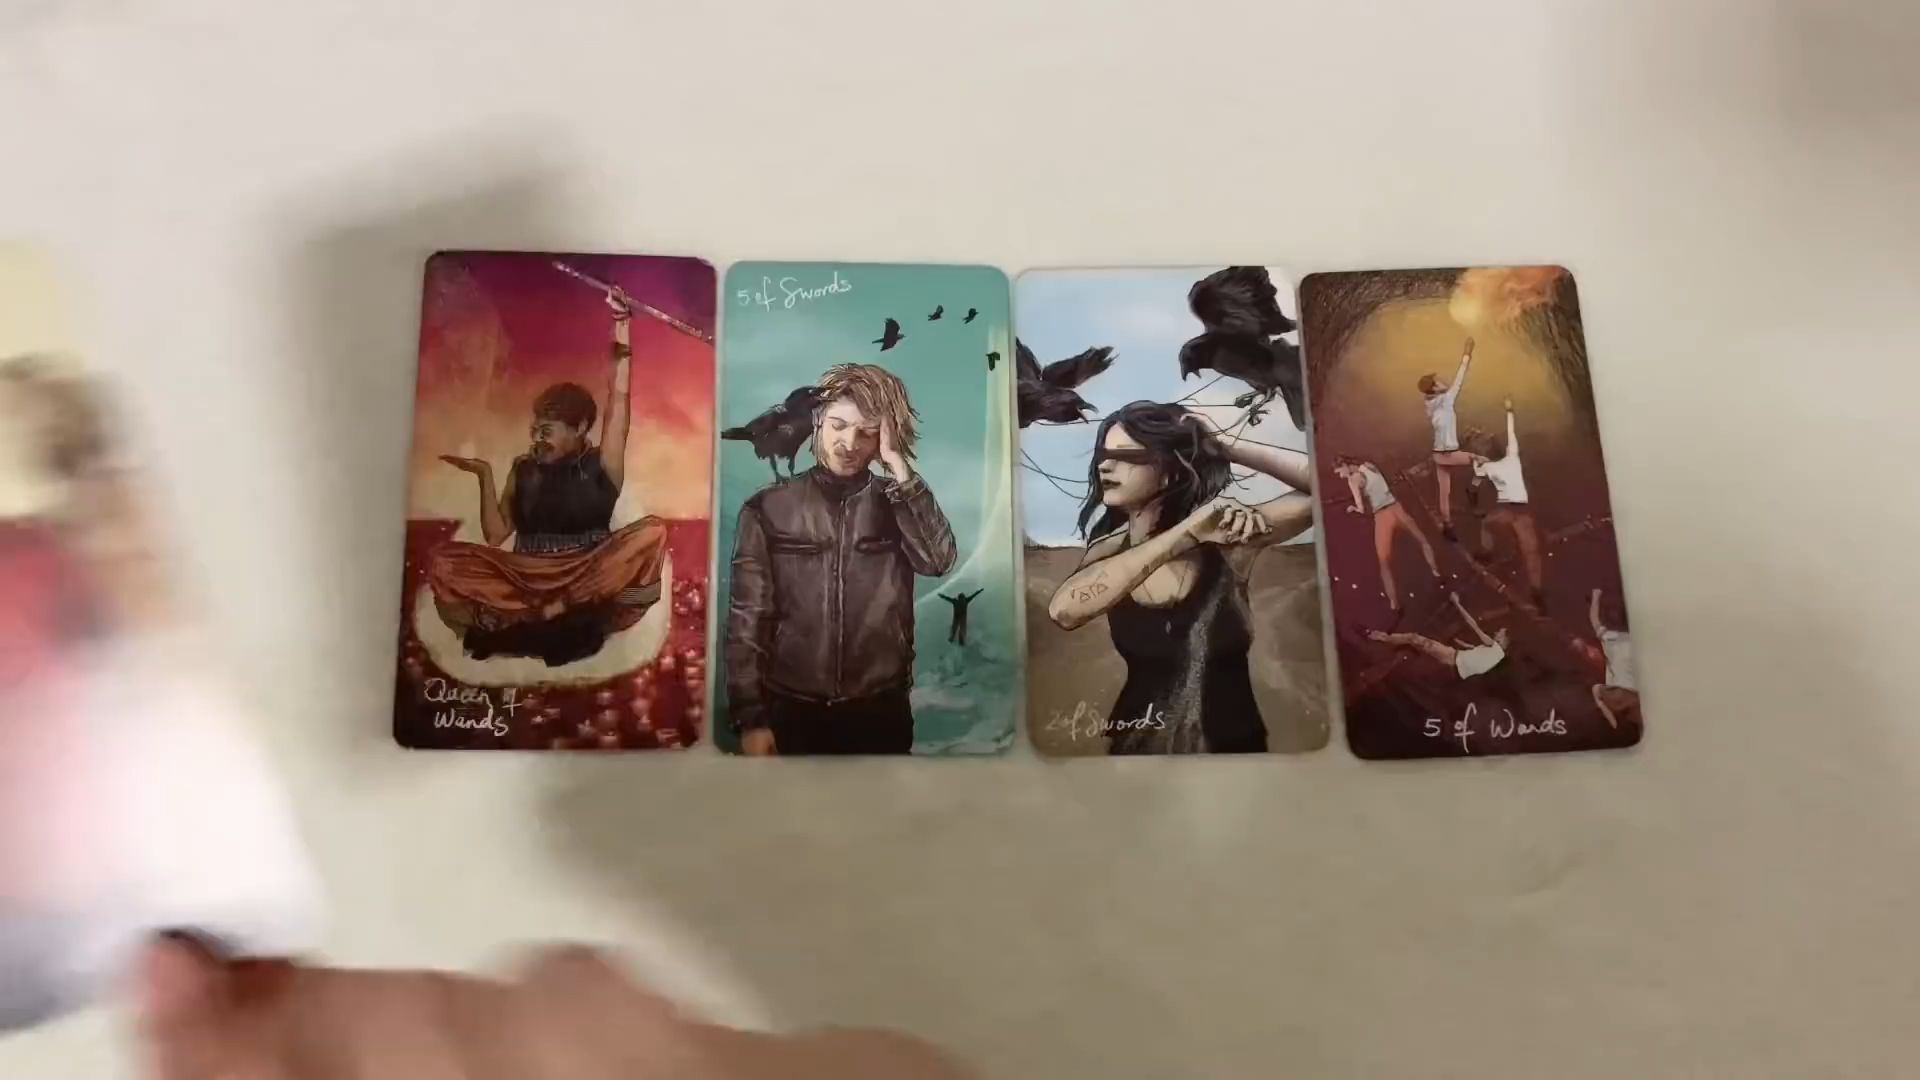 Queen of
Wands
5 of Swords
2 of Swords
5 of Wands